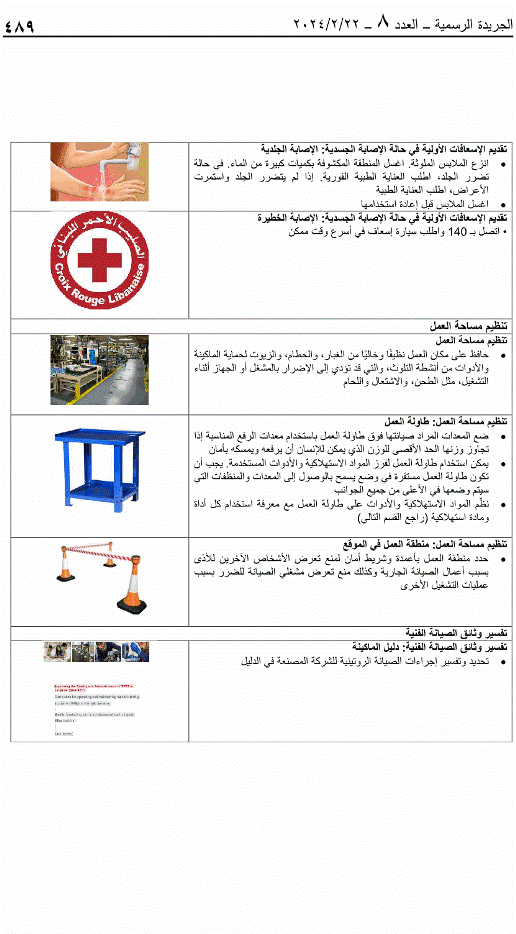 الجريدة الرسمية ــ العدد ٨ ــ ٢٠٢٤/٢/٢٢
٤٨٩
تقديم الإسعافات الأولية في حالة الإصابة الجسدية: الإصابة الجلدية
• انزع الملابس الملوثة. اغسل المنطقة المكشوفة بكميات كبيرة من الماء. في حالة
تضرر الجلد، اطلب العناية الطبية الفورية. إذا لم يتضرر الجلد واستمرت
الأعراض، اطلب العناية الطبية
• اغسل الملابس قبل إعادة استخدامها
تقديم الإسعافات الأولية في حالة الإصابة الجسدية: الإصابة الخطيرة
• اتصل بـ 140 واطلب سيارة إسعاف في أسرع وقت ممكن
الصليب الأحمر اللبناني
Croix Rouge Libanaise
تنظيم مساحة العمل
تنظيم مساحة العمل
• حافظ على مكان العمل نظيفًا وخاليًا من الغبار، والحطام، والزيوت لحماية الماكينة
والأدوات من أنشطة التلوث، والتي قد تؤدي إلى الإضرار بالمشغل أو الجهاز أثناء
التشغيل، مثل الطحن، والاشتعال واللحام
تنظيم مساحة العمل: طاولة العمل
• ضع المعدات المراد صيانتها فوق طاولة العمل باستخدام معدات الرفع المناسبة إذا
تجاوز وزنها الحد الأقصى للوزن الذي يمكن للإنسان أن يرفعه ويمسكه بأمان
• يمكن استخدام طاولة العمل لفرز المواد الاستهلاكية والأدوات المستخدمة. يجب أن
تكون طاولة العمل مستقرة في وضع يسمح بالوصول إلى المعدات والمنظفات التي
سيتم وضعها في الأعلى من جميع الجوانب
• نظّم المواد الاستهلاكية والأدوات على طاولة العمل مع معرفة استخدام كل أداة
ومادة استهلاكية (راجع القسم التالي)
تنظيم مساحة العمل: منطقة العمل في الموقع
• حدد منطقة العمل بأعمدة وشريط أمان لمنع تعرض الأشخاص الآخرين للأذى
بسبب أعمال الصيانة الجارية وكذلك منع تعرض مشغلي الصيانة للضرر بسبب
عمليات التشغيل الأخرى
تفسير وثائق الصيانة الفنية
تفسير وثائق الصيانة الفنية: دليل الماكينة
• تحديد وتفسير إجراءات الصيانة الروتينية للشركة المصنعة في الدليل